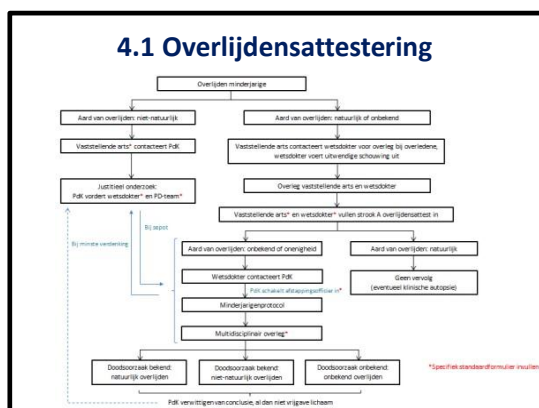 4.1 Overlijdensattestering
Overlijden minderjarige
Aard van overlijden: niet-natuurlijk
Aard van overlijden: natuurlijk of onbekend
Vaststellende arts* contacteert PdK
Vaststellende arts contacteert wetsdokter voor overleg bij overledene,
wetsdokter voert uitwendige schouwing uit
Justitieel onderzoek:
PdK vordert wetsdokter* en PD-team*
Overleg vaststellende arts en wetsdokter
Vaststellende arts* en wetsdokter* vullen strook A overlijdensattest in
Bij minste verdenking
Bij aspot
Aard van overlijden: onbekend of onenigheid
Aard van overlijden: natuurlijk
Wetsdokter contacteert PdK
Geen vervolg
(eventueel klinische autopsie)
PdK schakelt afstappingsofficier in*
Minderjarigenprotocol
Multidisciplinair overleg*
Doodsoorzaak bekend:
natuurlijk overlijden
Doodsoorzaak bekend:
niet-natuurlijk overlijden
Doodsoorzaak onbekend:
onbekend overlijden
*Specifiek standaardformulier invullen
PdK verwittigen van conclusie, al dan niet vrijgave lichaam